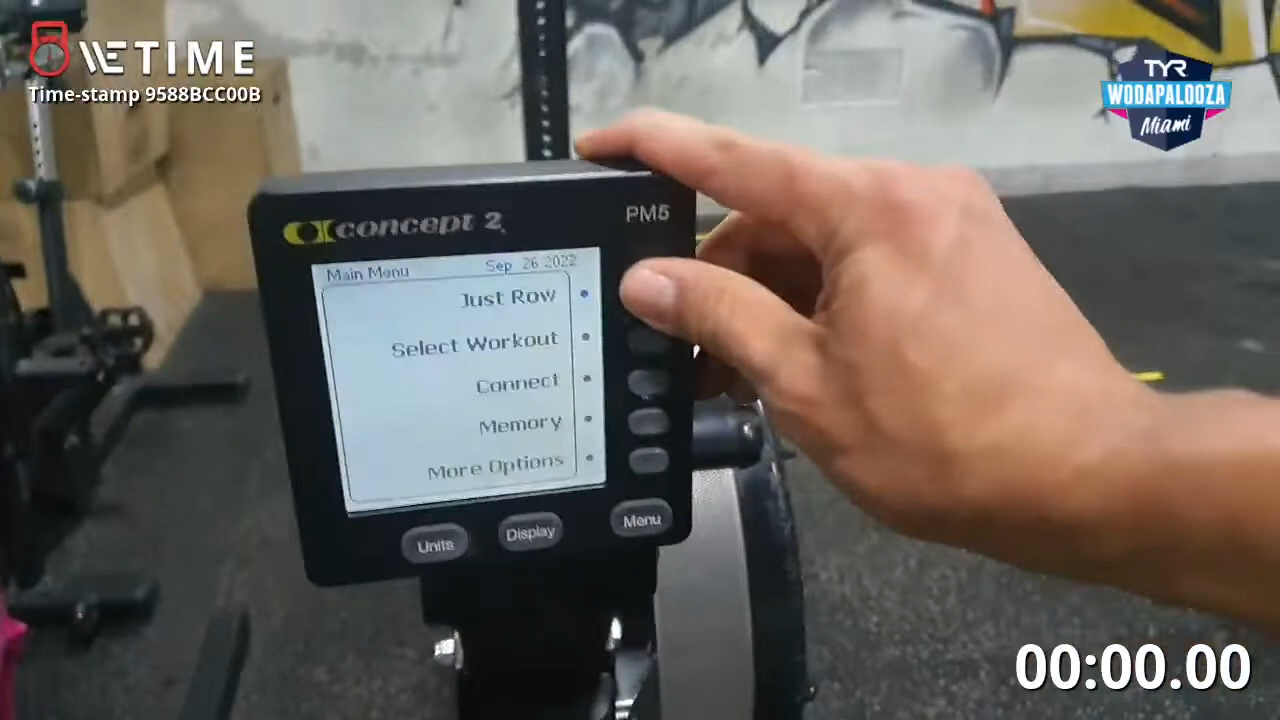 WETIME
Time-stamp 9588BCC00B
TYR
WODAPALOOZA
Miami
concept 2
PM5
Main Menu Sep 26 2022
Just Row
Select Workout
Connect
Memory
More Options
Units Display Menu
00:00.00